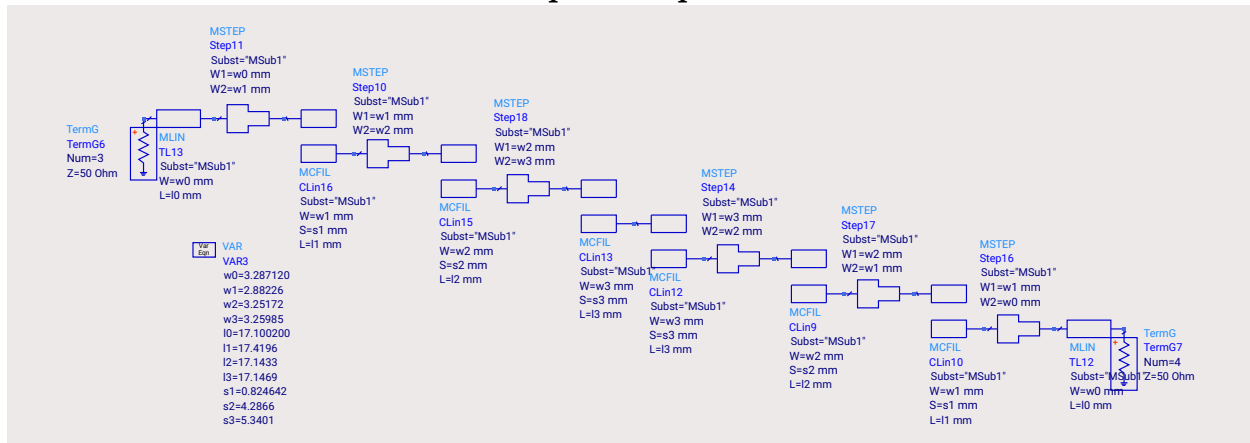 MSTEP
Step11
Subst="MSub1"
W1=w0 mm
W2=w1 mm
MSTEP
Step10
Subst="MSub1"
W1=w1 mm
W2=w2 mm
MSTEP
Step18
Subst="MSub1"
W1=w2 mm
W2=w3 mm
TermG
TermG6
Num=3
Z=50 Ohm
MLIN
TL13
Subst="MSub1"
W=w0 mm
L=l0 mm
MCFIL
CLin16
Subst="MSub1"
W=w1 mm
S=s1 mm
L=l1 mm
MCFIL
CLin15
Subst="MSub1"
W=w2 mm
S=s2 mm
L=l2 mm
MSTEP
Step14
Subst="MSub1"
W1=w3 mm
W2=w2 mm
MSTEP
Step17
Subst="MSub1"
W1=w2 mm
W2=w1 mm
MSTEP
Step16
Subst="MSub1"
W1=w1 mm
W2=w0 mm
Var
Eqn
VAR
VAR3
w0=3.287120
w1=2.88226
w2=3.25172
w3=3.25985
l0=17.100200
l1=17.4196
l2=17.1433
l3=17.1469
s1=0.824642
s2=4.2866
s3=5.3401
MCFIL
CLin13
Subst="MSub1"
W=w3 mm
S=s3 mm
L=l3 mm
MCFIL
CLin12
Subst="MSub1"
W=w3 mm
S=s3 mm
L=l3 mm
MCFIL
CLin9
Subst="MSub1"
W=w2 mm
S=s2 mm
L=l2 mm
MCFIL
CLin10
Subst="MSub1"
W=w1 mm
S=s1 mm
L=l1 mm
MLIN
TL12
Subst="MSub1"
W=w0 mm
L=l0 mm
TermG
TermG7
Num=4
Z=50 Ohm